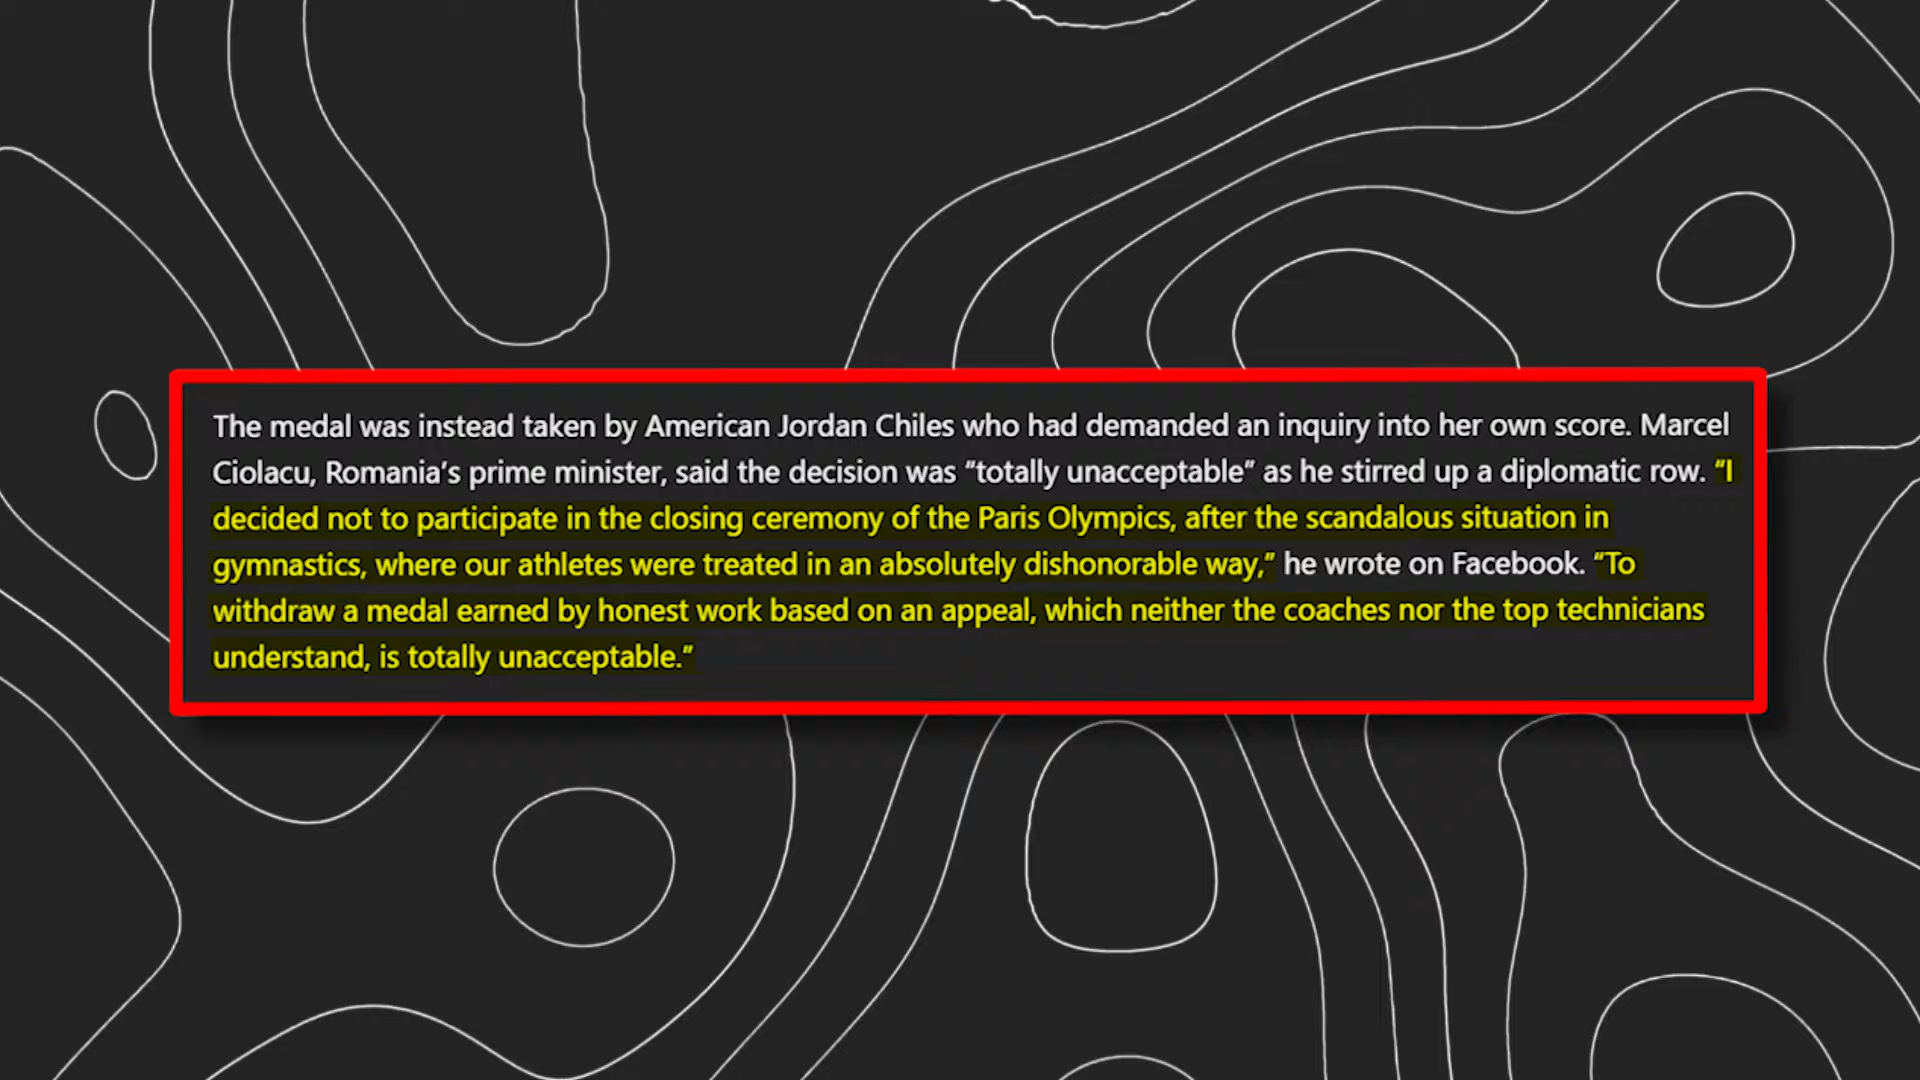 The medal was instead taken by American Jordan Chiles who had demanded an inquiry into her own score. Marcel
Ciolacu, Romania’s prime minister, said the decision was “totally unacceptable” as he stirred up a diplomatic row. “I
decided not to participate in the closing ceremony of the Paris Olympics, after the scandalous situation in
gymnastics, where our athletes were treated in an absolutely dishonorable way,” he wrote on Facebook. “To
withdraw a medal earned by honest work based on an appeal, which neither the coaches nor the top technicians
understand, is totally unacceptable.”